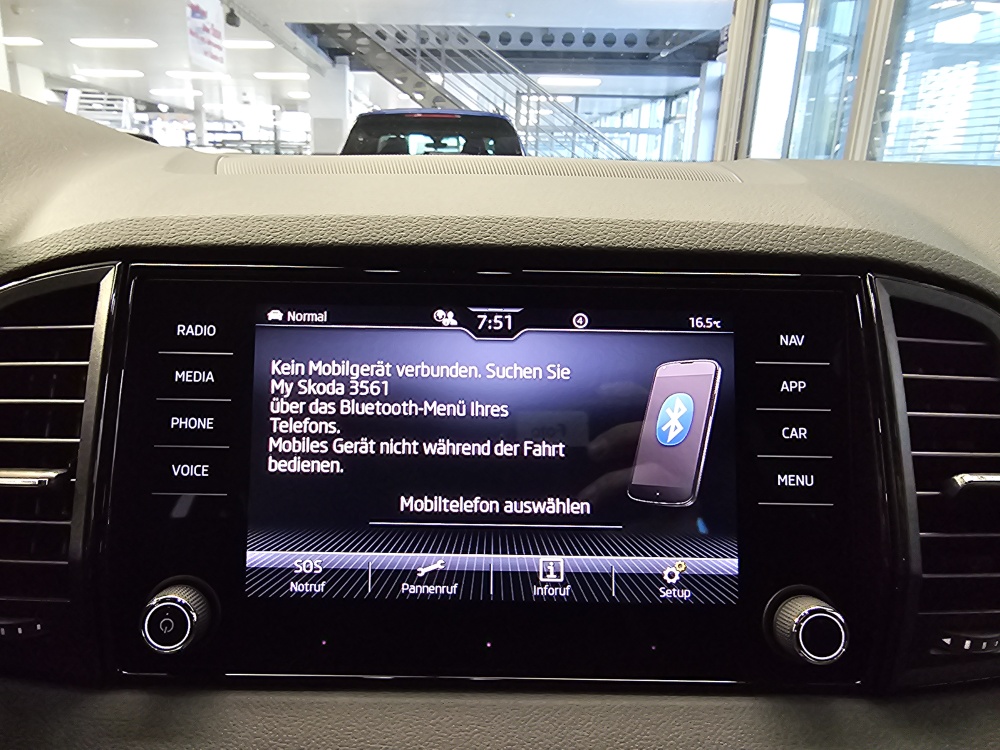 Normal
7:51
4
16.5°C
RADIO
MEDIA
PHONE
VOICE
NAV
APP
CAR
MENU
Kein Mobilgerät verbunden. Suchen Sie
My Skoda 3561
über das Bluetooth-Menü Ihres
Telefons.
Mobiles Gerät nicht während der Fahrt
bedienen.
Mobiltelefon auswählen
SOS
Notruf
Pannenruf
i
Inforuf
Setup